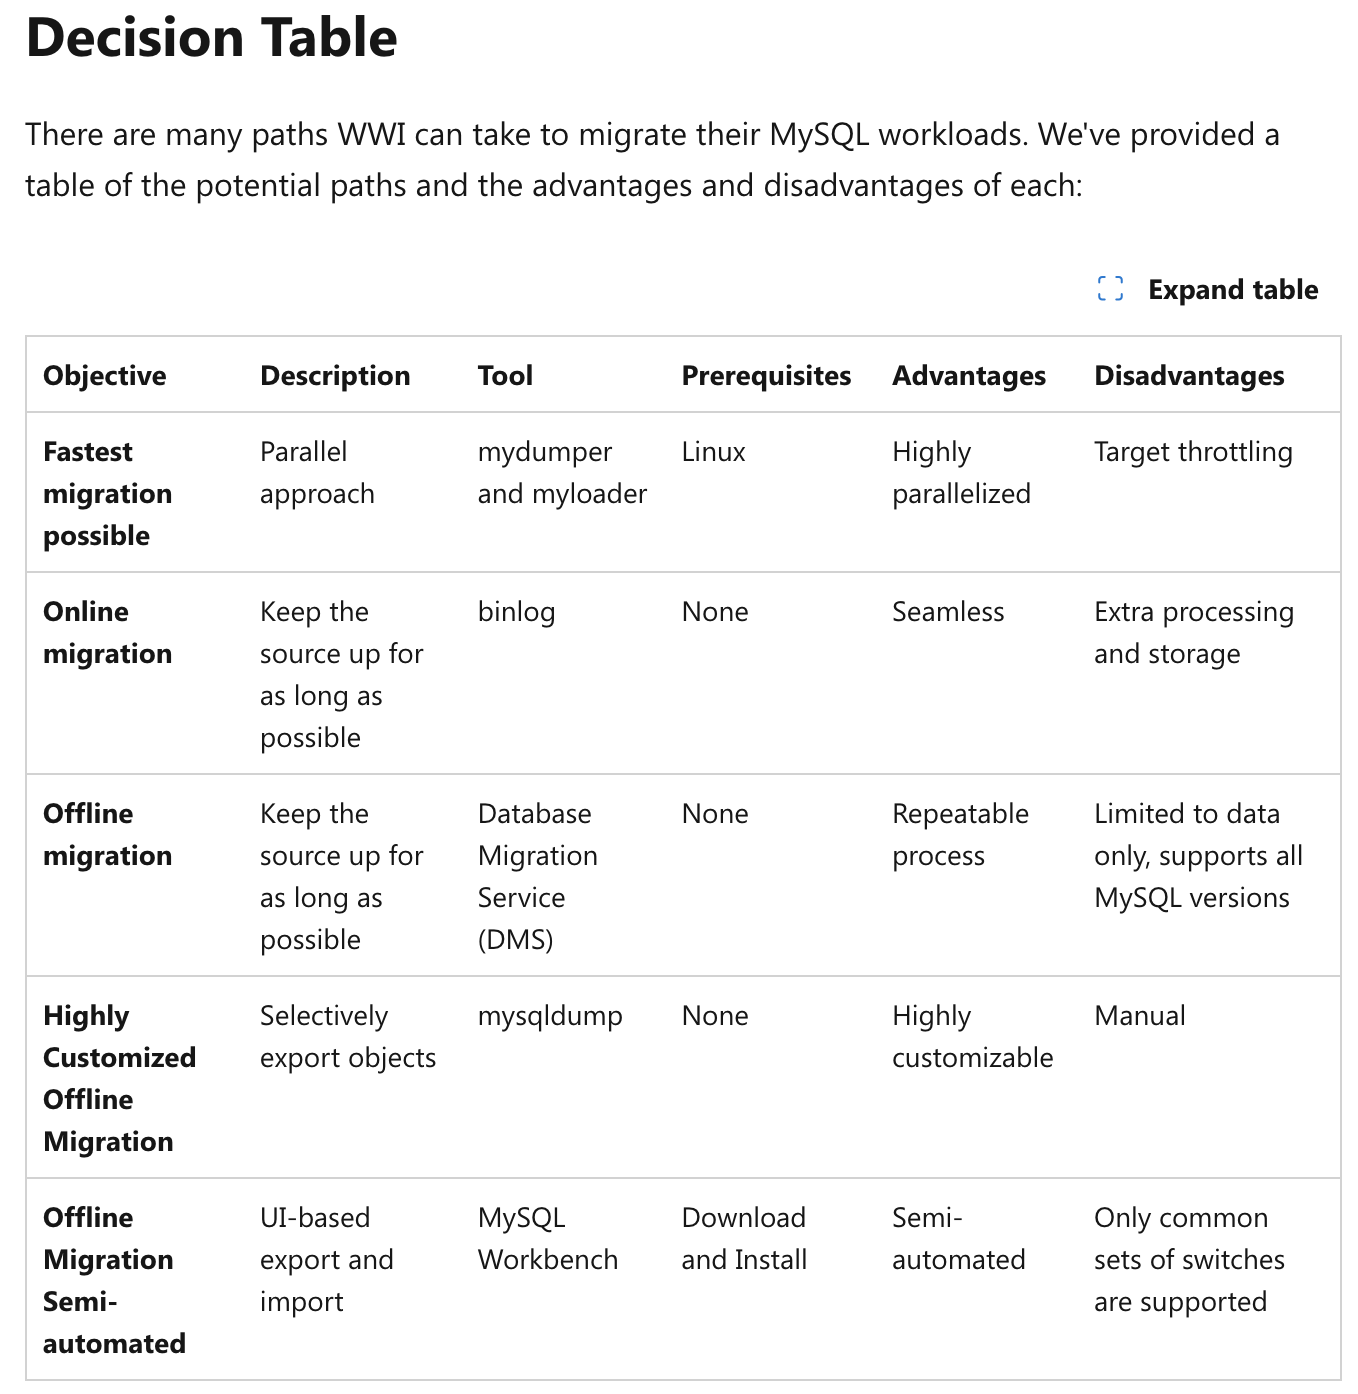 Decision Table
There are many paths WWI can take to migrate their MySQL workloads. We've provided a
table of the potential paths and the advantages and disadvantages of each:
Expand table
Objective Description Tool Prerequisites Advantages Disadvantages
Fastest Parallel mydumper Linux Highly Target throttling
migration approach and myloader parallelized
possible
Online Keep the binlog None Seamless Extra processing
migration source up for and storage
as long as
possible
Offline Keep the Database None Repeatable Limited to data
migration source up for Migration process only, supports all
as long as Service MySQL versions
possible (DMS)
Highly Selectively mysqldump None Highly Manual
Customized export objects customizable
Offline
Migration
Offline UI-based MySQL Download Semi- Only common
Migration export and Workbench and Install automated sets of switches
Semi- import are supported
automated